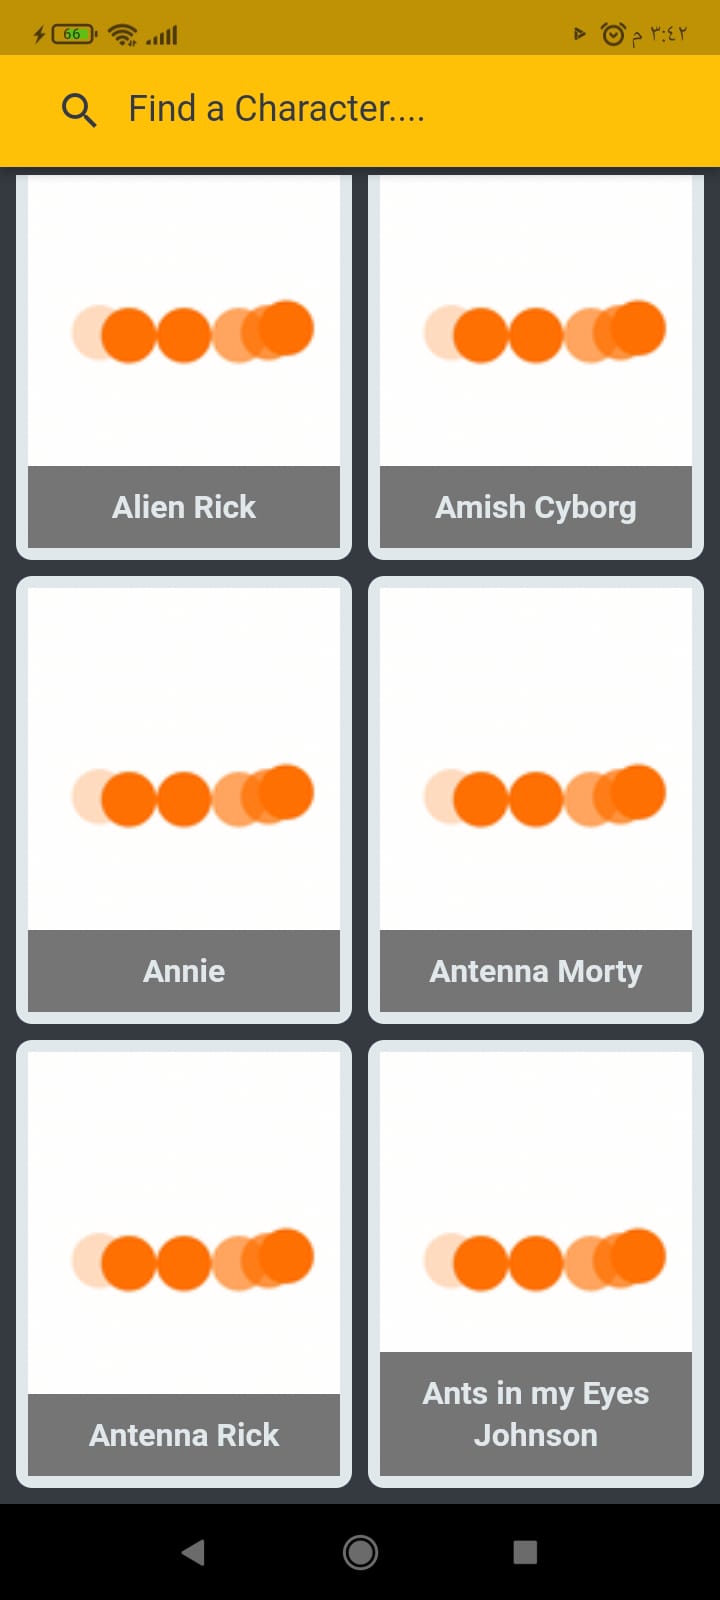 66
٣:٤٢ م
Find a Character....
Alien Rick
Amish Cyborg
Annie
Antenna Morty
Antenna Rick
Ants in my Eyes
Johnson